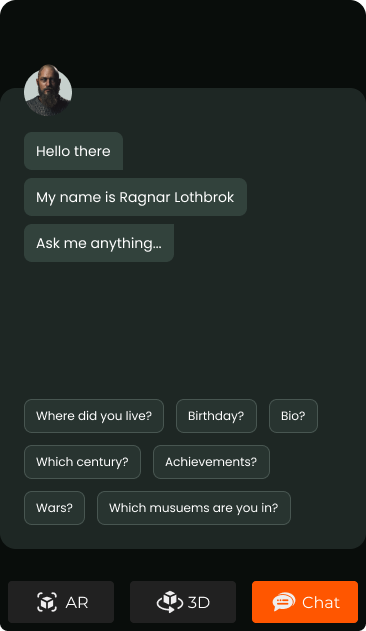 Hello there
My name is Ragnar Lothbrok
Ask me anything...
Where did you live? Birthday? Bio?
Which century? Achievements?
Wars? Which musuems are you in?
AR 3D Chat